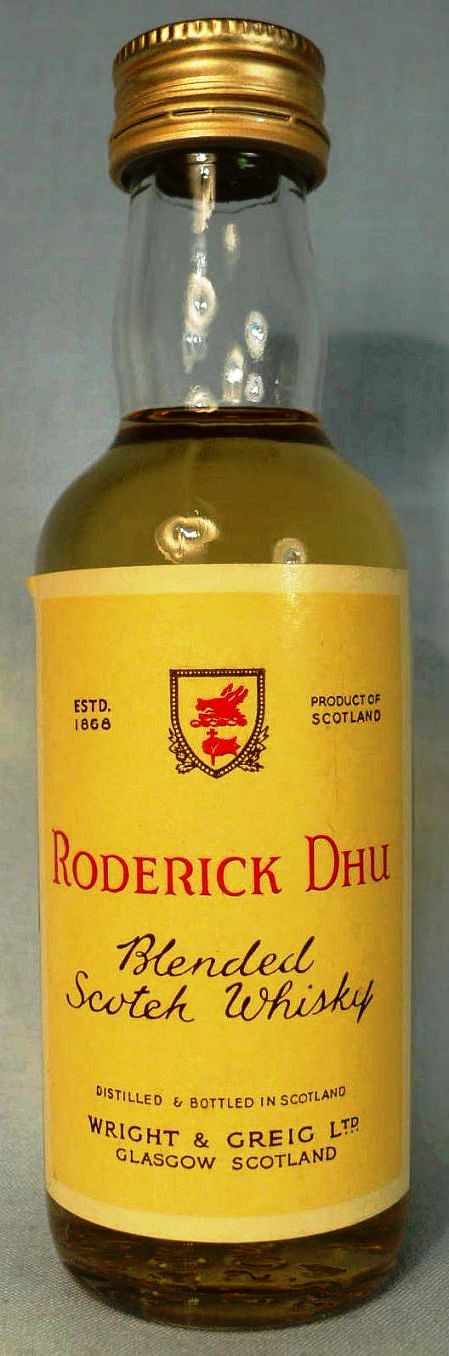 ESTD.
1868
PRODUCT OF
SCOTLAND
RODERICK DHU
Blended
Scotch Whisky
DISTILLED & BOTTLED IN SCOTLAND
WRIGHT & GREIG LTD
GLASGOW SCOTLAND